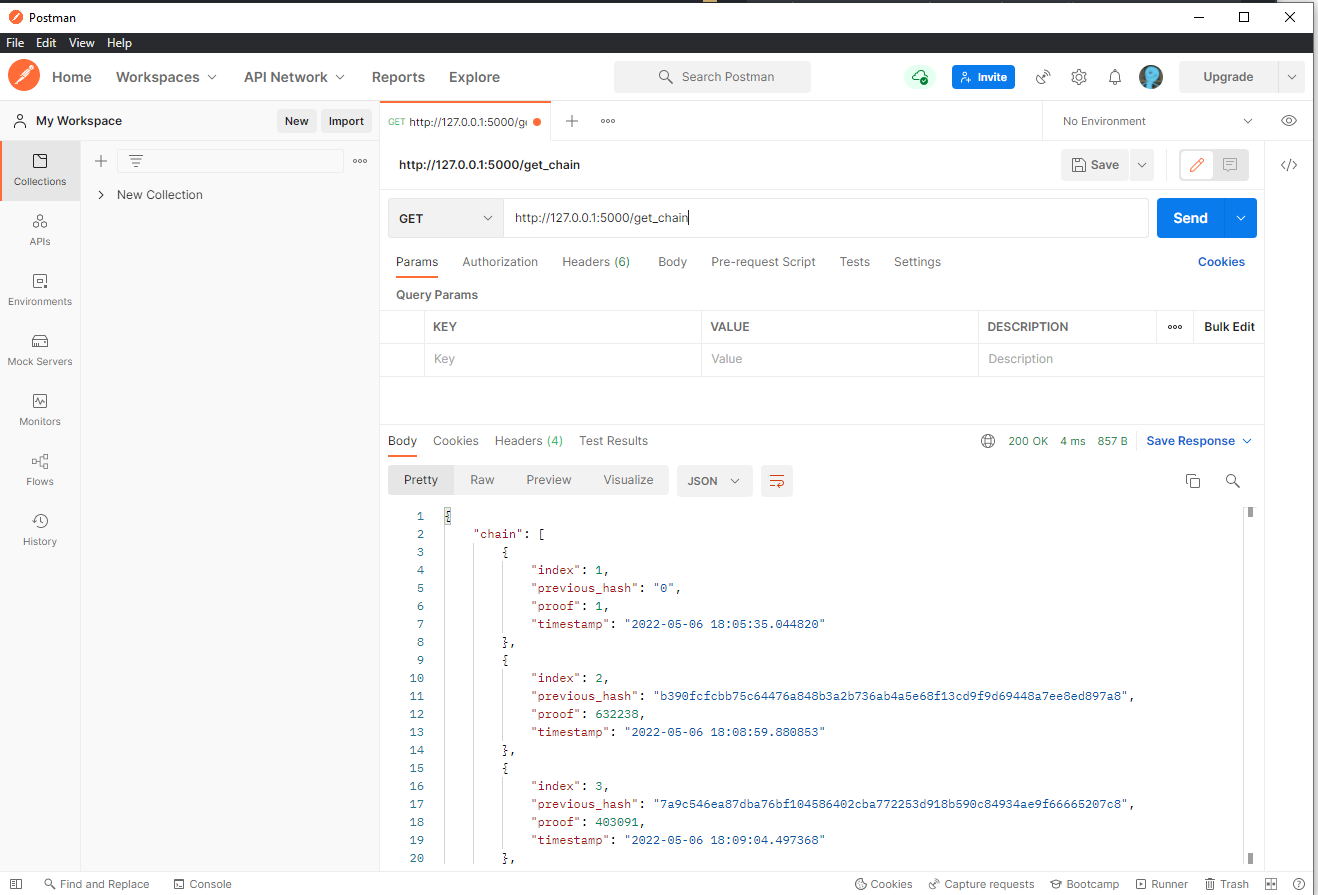 Postman
File Edit View Help
Home Workspaces API Network Reports Explore Search Postman Invite Upgrade
My Workspace New Import GET http://127.0.0.1:5000/ge No Environment
Collections
New Collection
http://127.0.0.1:5000/get_chain Save
GET http://127.0.0.1:5000/get_chain Send
APIs
Params Authorization Headers (6) Body Pre-request Script Tests Settings Cookies
Environments
Query Params
KEY VALUE DESCRIPTION Bulk Edit
Mock Servers
Key Value Description
Monitors
Body Cookies Headers (4) Test Results 200 OK 4 ms 857 B Save Response
Flows
Pretty Raw Preview Visualize JSON
History
1 {
2 "chain": [
3 {
4 "index": 1,
5 "previous_hash": "0",
6 "proof": 1,
7 "timestamp": "2022-05-06 18:05:35.044820"
8 },
9 {
10 "index": 2,
11 "previous_hash": "b390fcfcbb75c64476a848b3a2b736ab4a5e68f13cd9f9d69448a7ee8ed897a8",
12 "proof": 632238,
13 "timestamp": "2022-05-06 18:08:59.880853"
14 },
15 {
16 "index": 3,
17 "previous_hash": "7a9c546ea87dba76bf104586402cba772253d918b590c84934ae9f66665207c8",
18 "proof": 403091,
19 "timestamp": "2022-05-06 18:09:04.497368"
20 },
Find and Replace Console Cookies Capture requests Bootcamp Runner Trash